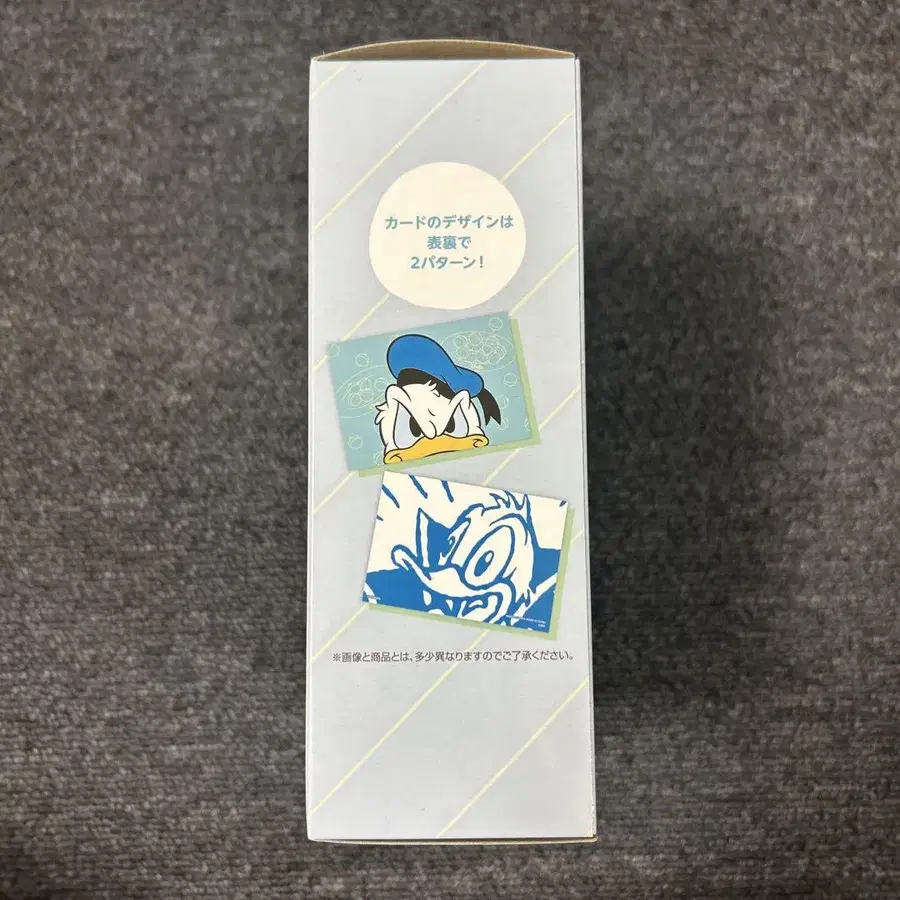 カードのデザインは
表裏で
2パターン！
※画像と商品とは、多少異なりますのでご了承ください。